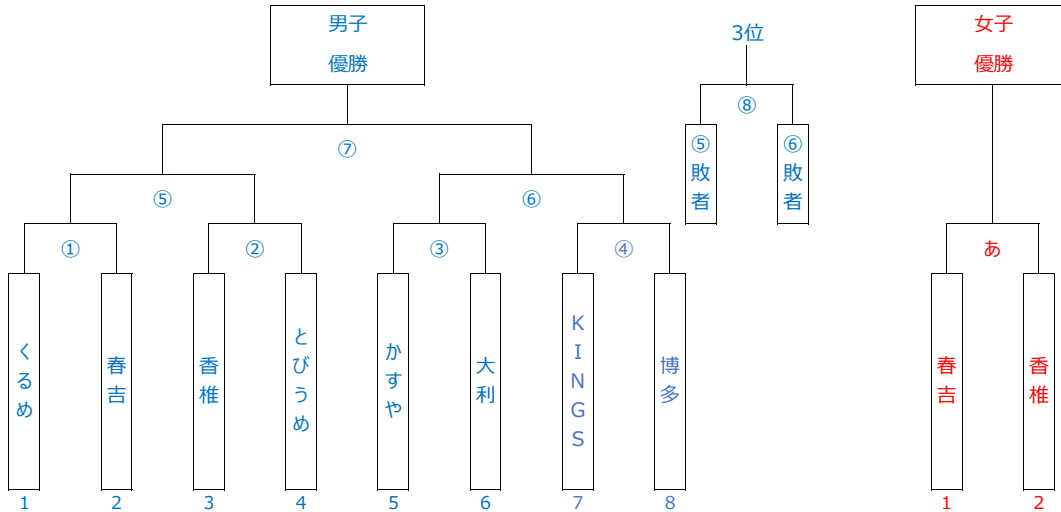 男子
優勝
3位
女子
優勝
⑧
⑦
⑤敗者
⑥敗者
⑤
⑥
①
②
③
④
あ
くるめ
春吉
香椎
とびうめ
かすや
大利
KINGS
博多
春吉
香椎
1
2
3
4
5
6
7
8
1
2